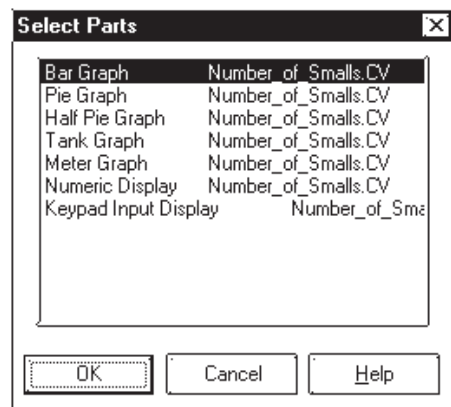 Select Parts
Bar Graph Number_of_Smalls.CV
Pie Graph Number_of_Smalls.CV
Half Pie Graph Number_of_Smalls.CV
Tank Graph Number_of_Smalls.CV
Meter Graph Number_of_Smalls.CV
Numeric Display Number_of_Smalls.CV
Keypad Input Display Number_of_Sma
OK Cancel Help